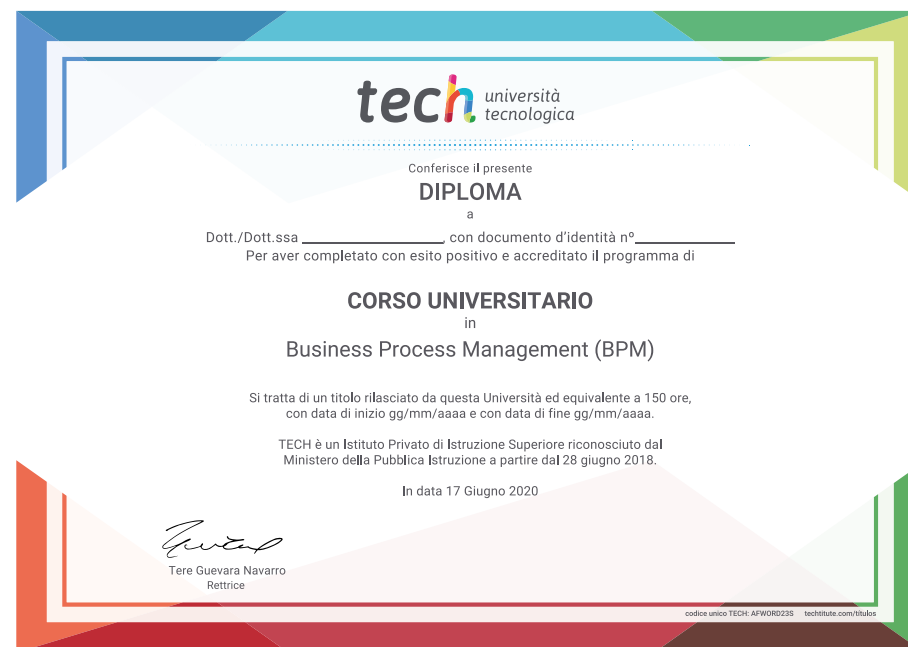 tech università
tecnologica
Conferisce il presente
DIPLOMA
a
Dott./Dott.ssa ____________________, con documento d'identità nº______________
Per aver completato con esito positivo e accreditato il programma di
CORSO UNIVERSITARIO
in
Business Process Management (BPM)
Si tratta di un titolo rilasciato da questa Università ed equivalente a 150 ore,
con data di inizio gg/mm/aaaa e con data di fine gg/mm/aaaa.
TECH è un Istituto Privato di Istruzione Superiore riconosciuto dal
Ministero della Pubblica Istruzione a partire dal 28 giugno 2018.
In data 17 Giugno 2020
Tere Guevara Navarro
Rettrice
codice unico TECH: AFWORD23S techtitute.com/titulos